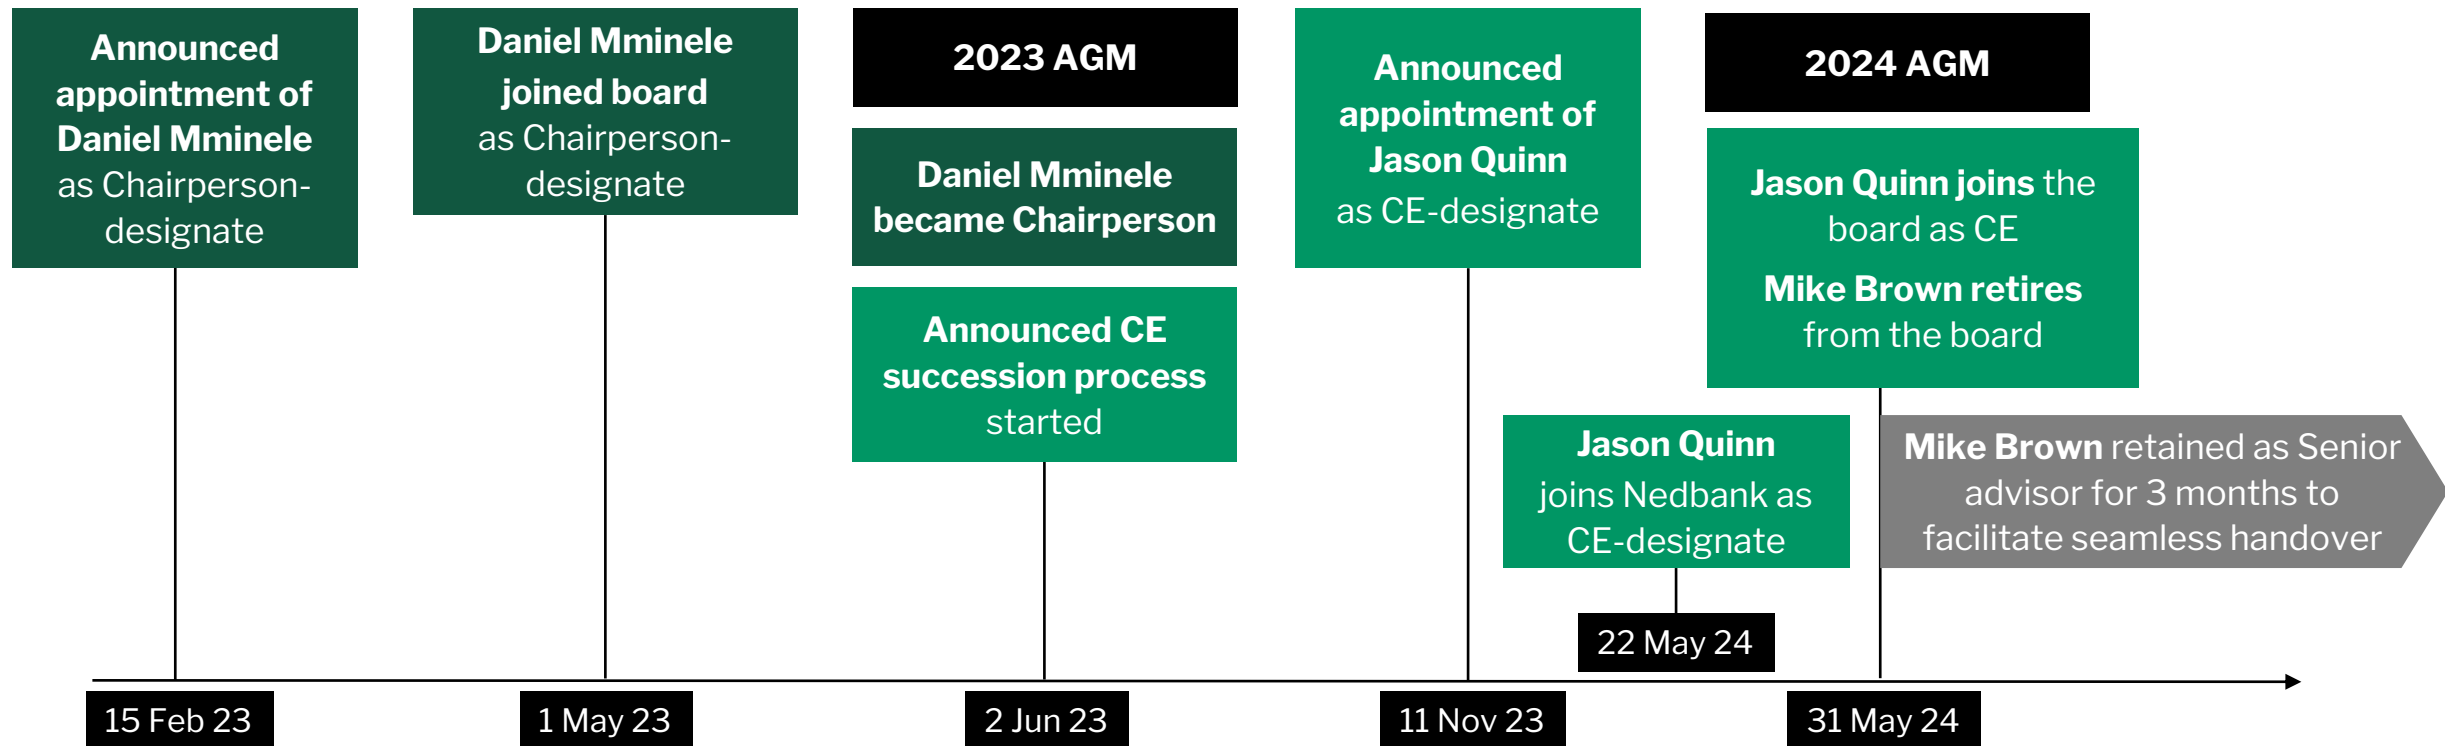 Announced
appointment of
Daniel Mminele
as Chairperson-
designate
Daniel Mminele
joined board
as Chairperson-
designate
2023 AGM
Daniel Mminele
became Chairperson
Announced CE
succession process
started
Announced
appointment of
Jason Quinn
as CE-designate
2024 AGM
Jason Quinn joins the
board as CE
Mike Brown retires
from the board
Jason Quinn
joins Nedbank as
CE-designate
Mike Brown retained as Senior
advisor for 3 months to
facilitate seamless handover
22 May 24
15 Feb 23
1 May 23
2 Jun 23
11 Nov 23
31 May 24